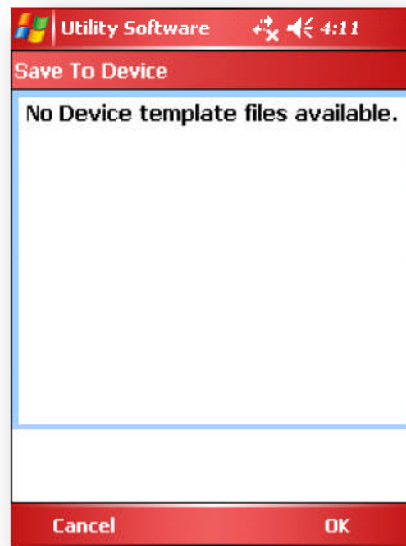 Utility Software 4:11
Save To Device
No Device template files available.
Cancel OK